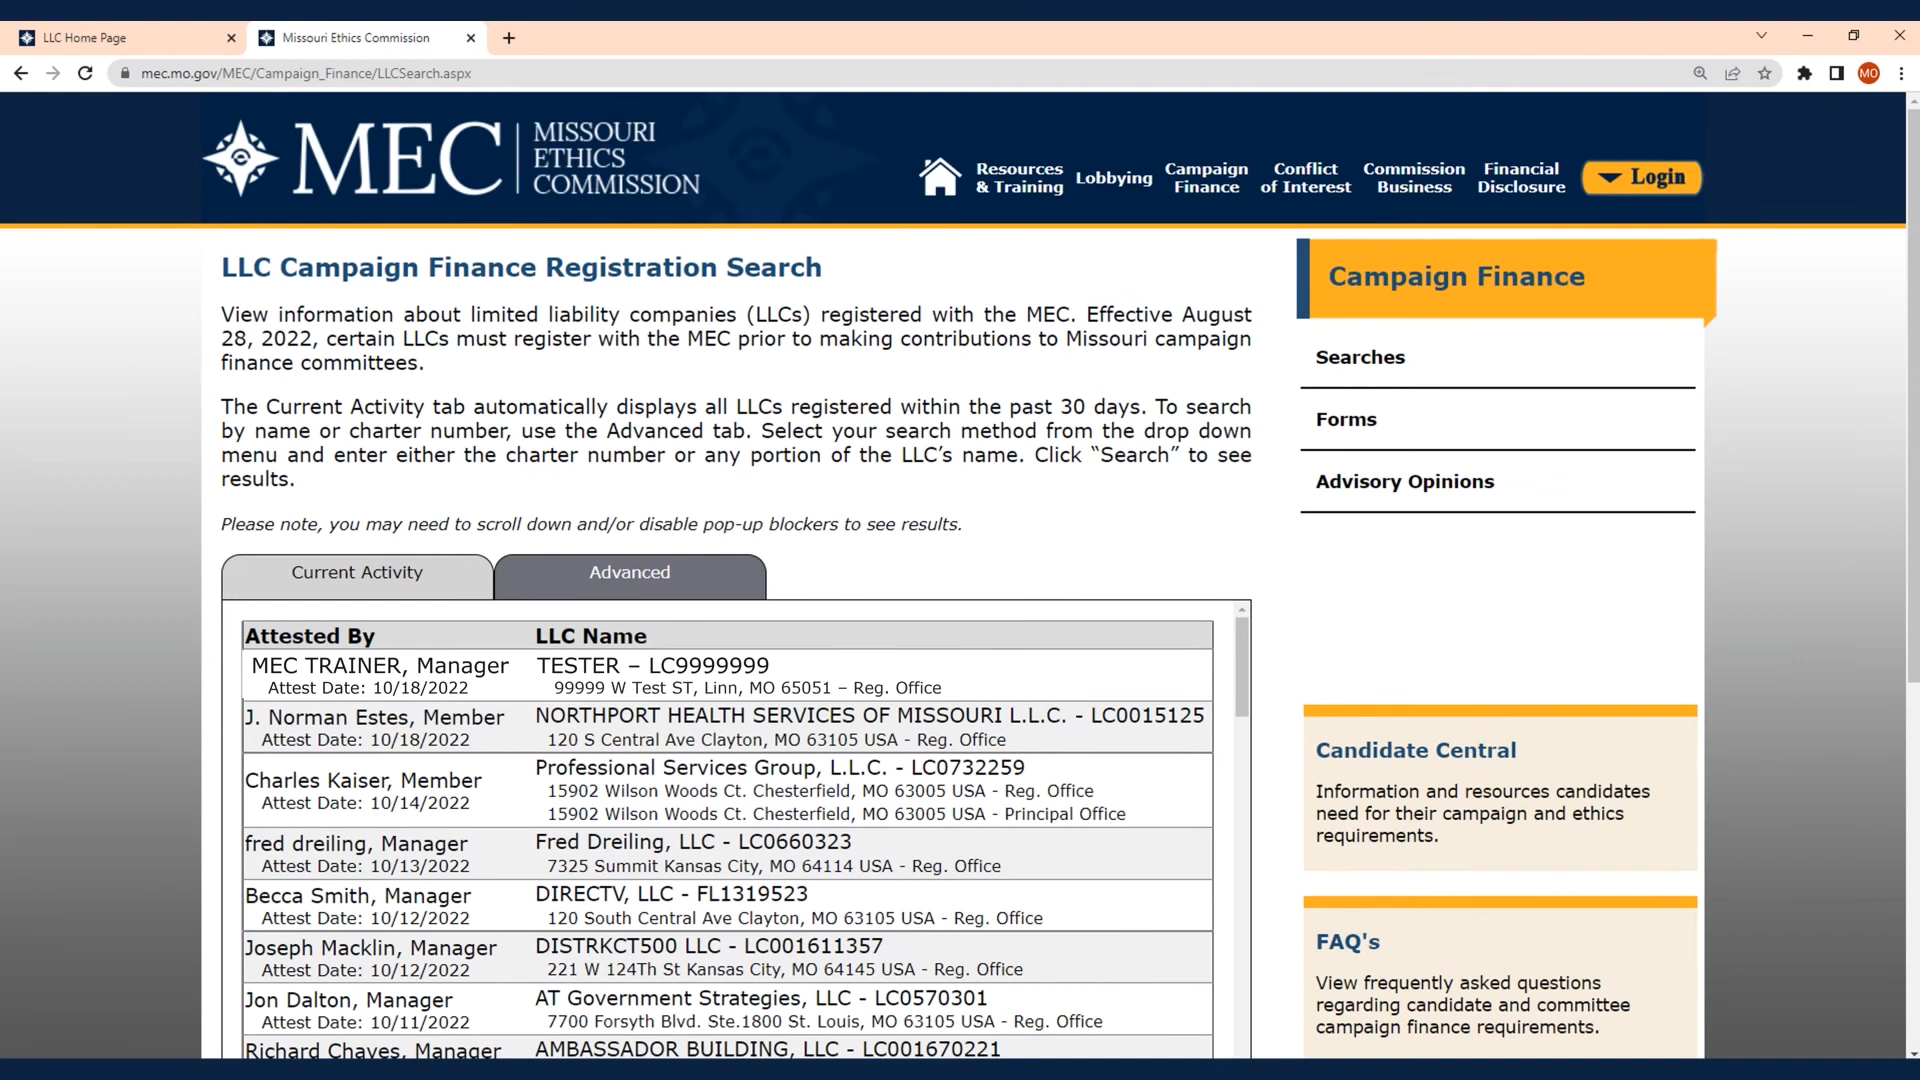 LLC Home Page
Missouri Ethics Commission
mec.mo.gov/MEC/Campaign_Finance/LLCSearch.aspx
MO
MEC
MISSOURI
ETHICS
COMMISSION
Resources
& Training
Lobbying
Campaign
Finance
Conflict
of Interest
Commission
Business
Financial
Disclosure
Login
LLC Campaign Finance Registration Search
View information about limited liability companies (LLCs) registered with the MEC. Effective August
28, 2022, certain LLCs must register with the MEC prior to making contributions to Missouri campaign
finance committees.
The Current Activity tab automatically displays all LLCs registered within the past 30 days. To search
by name or charter number, use the Advanced tab. Select your search method from the drop down
menu and enter either the charter number or any portion of the LLC’s name. Click “Search” to see
results.
Please note, you may need to scroll down and/or disable pop-up blockers to see results.
Current Activity
Advanced
Attested By LLC Name
MEC TRAINER, Manager TESTER – LC9999999
Attest Date: 10/18/2022 99999 W Test ST, Linn, MO 65051 – Reg. Office
J. Norman Estes, Member NORTHPORT HEALTH SERVICES OF MISSOURI L.L.C. - LC0015125
Attest Date: 10/18/2022 120 S Central Ave Clayton, MO 63105 USA - Reg. Office
Charles Kaiser, Member
Attest Date: 10/14/2022
Professional Services Group, L.L.C. - LC0732259
15902 Wilson Woods Ct. Chesterfield, MO 63005 USA - Reg. Office
15902 Wilson Woods Ct. Chesterfield, MO 63005 USA - Principal Office
fred dreiling, Manager Fred Dreiling, LLC - LC0660323
Attest Date: 10/13/2022 7325 Summit Kansas City, MO 64114 USA - Reg. Office
Becca Smith, Manager DIRECTV, LLC - FL1319523
Attest Date: 10/12/2022 120 South Central Ave Clayton, MO 63105 USA - Reg. Office
Joseph Macklin, Manager DISTRKCT500 LLC - LC001611357
Attest Date: 10/12/2022 221 W 124Th St Kansas City, MO 64145 USA - Reg. Office
Jon Dalton, Manager AT Government Strategies, LLC - LC0570301
Attest Date: 10/11/2022 7700 Forsyth Blvd. Ste.1800 St. Louis, MO 63105 USA - Reg. Office
Richard Chaves, Manager AMBASSADOR BUILDING, LLC - LC001670221
Campaign Finance
Searches
Forms
Advisory Opinions
Candidate Central
Information and resources candidates
need for their campaign and ethics
requirements.
FAQ's
View frequently asked questions
regarding candidate and committee
campaign finance requirements.